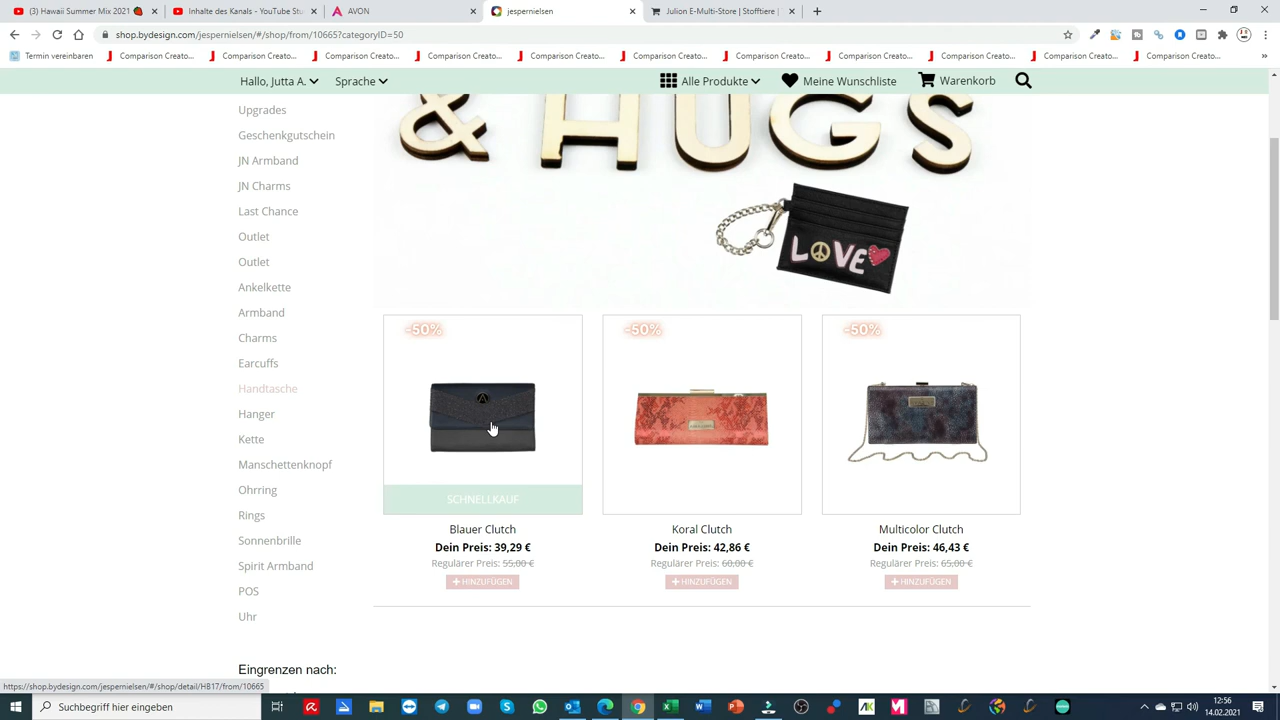 (3) Hawaii Summer Mix 2021
Inhalte des Kanals - YouTube Stu
AVON
jespernielsen
Julion E-Multi-Store | Stofftiere |
shop.bydesign.com/jespernielsen/#/shop/from/10665?categoryID=50
Termin vereinbaren
Comparison Creato...
Comparison Creato...
Comparison Creato...
Comparison Creato...
Comparison Creato...
Comparison Creato...
Comparison Creato...
Comparison Creato...
Comparison Creato...
Comparison Creato...
Comparison Creato...
Hallo, Jutta A.
Sprache
Alle Produkte
Meine Wunschliste
Warenkorb
& HUGS
LOVE
Upgrades
Geschenkgutschein
JN Armband
JN Charms
Last Chance
Outlet
Outlet
Ankelkette
Armband
Charms
Earcuffs
Handtasche
Hanger
Kette
Manschettenknopf
Ohrring
Rings
Sonnenbrille
Spirit Armband
POS
Uhr
Eingrenzen nach:
-50%
SCHNELLKAUF
Blauer Clutch
Dein Preis: 39,29 €
Regulärer Preis: 55,00 €
+ HINZUFÜGEN
-50%
Koral Clutch
Dein Preis: 42,86 €
Regulärer Preis: 60,00 €
+ HINZUFÜGEN
-50%
Multicolor Clutch
Dein Preis: 46,43 €
Regulärer Preis: 65,00 €
+ HINZUFÜGEN
https://shop.bydesign.com/jespernielsen/#/shop/detail/HB17/from/10665
Suchbegriff hier eingeben
12:56
14.02.2021